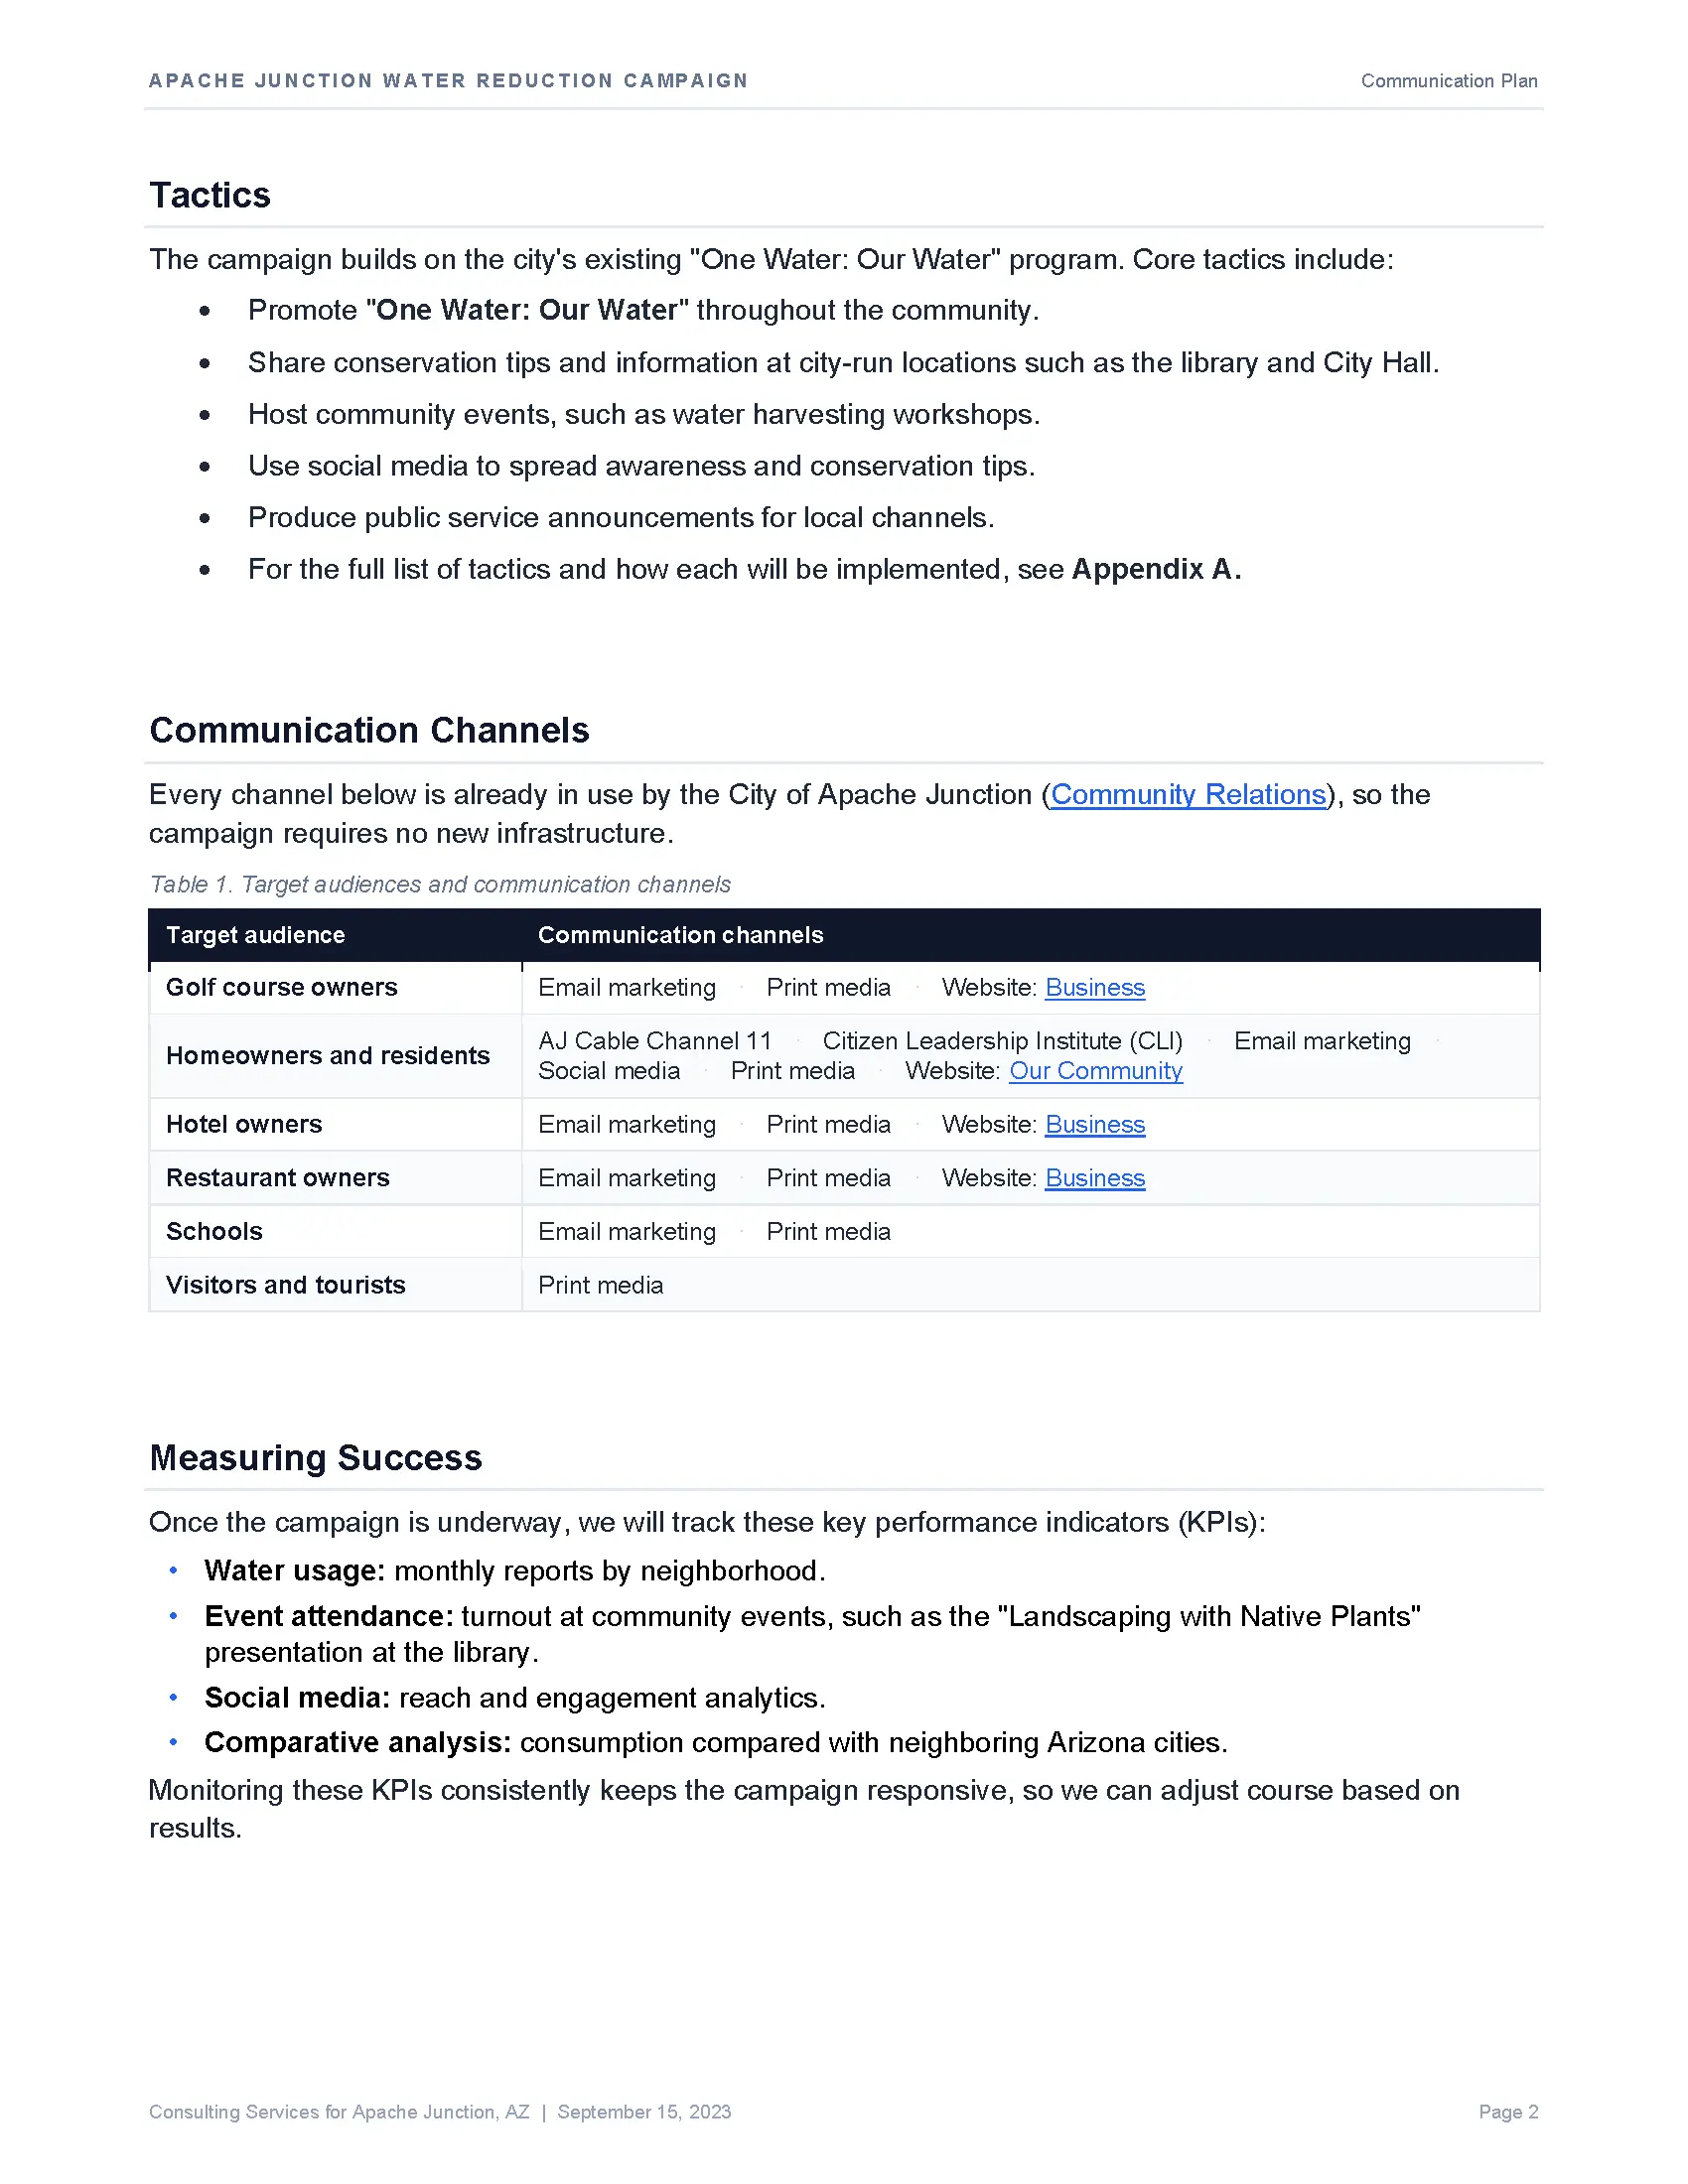 APACHE JUNCTION WATER REDUCTION CAMPAIGN
Communication Plan
Tactics
The campaign builds on the city's existing "One Water: Our Water" program. Core tactics include:
• Promote "One Water: Our Water" throughout the community.
• Share conservation tips and information at city-run locations such as the library and City Hall.
• Host community events, such as water harvesting workshops.
• Use social media to spread awareness and conservation tips.
• Produce public service announcements for local channels.
• For the full list of tactics and how each will be implemented, see Appendix A.
Communication Channels
Every channel below is already in use by the City of Apache Junction (Community Relations), so the
campaign requires no new infrastructure.
Table 1. Target audiences and communication channels
Target audience Communication channels
Golf course owners Email marketing · Print media · Website: Business
Homeowners and residents
AJ Cable Channel 11 · Citizen Leadership Institute (CLI) · Email marketing ·
Social media · Print media · Website: Our Community
Hotel owners Email marketing · Print media · Website: Business
Restaurant owners Email marketing · Print media · Website: Business
Schools Email marketing · Print media
Visitors and tourists Print media
Measuring Success
Once the campaign is underway, we will track these key performance indicators (KPIs):
• Water usage: monthly reports by neighborhood.
• Event attendance: turnout at community events, such as the "Landscaping with Native Plants"
presentation at the library.
• Social media: reach and engagement analytics.
• Comparative analysis: consumption compared with neighboring Arizona cities.
Monitoring these KPIs consistently keeps the campaign responsive, so we can adjust course based on
results.
Consulting Services for Apache Junction, AZ | September 15, 2023
Page 2